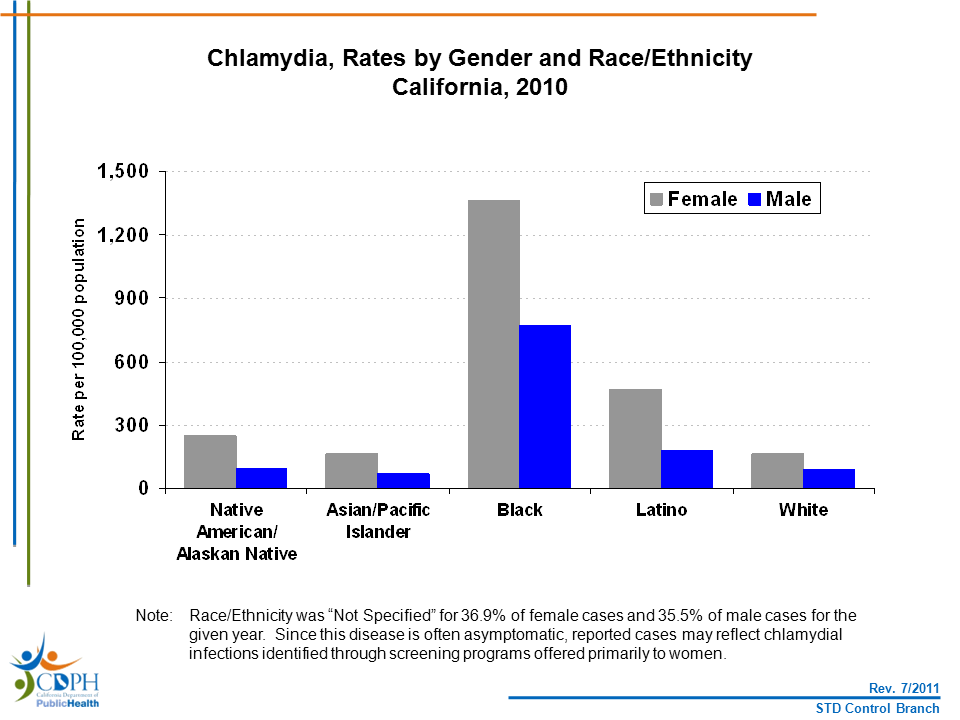 Chlamydia, Rates by Gender and Race/Ethnicity
California, 2010
1,500
1,200
900
600
300
0
Rate per 100,000 population
Female Male
Native
American/
Alaskan Native
Asian/Pacific
Islander
Black
Latino
White
Note: Race/Ethnicity was “Not Specified” for 36.9% of female cases and 35.5% of male cases for the
given year. Since this disease is often asymptomatic, reported cases may reflect chlamydial
infections identified through screening programs offered primarily to women.
CDPH
California Department of
PublicHealth
Rev. 7/2011
STD Control Branch